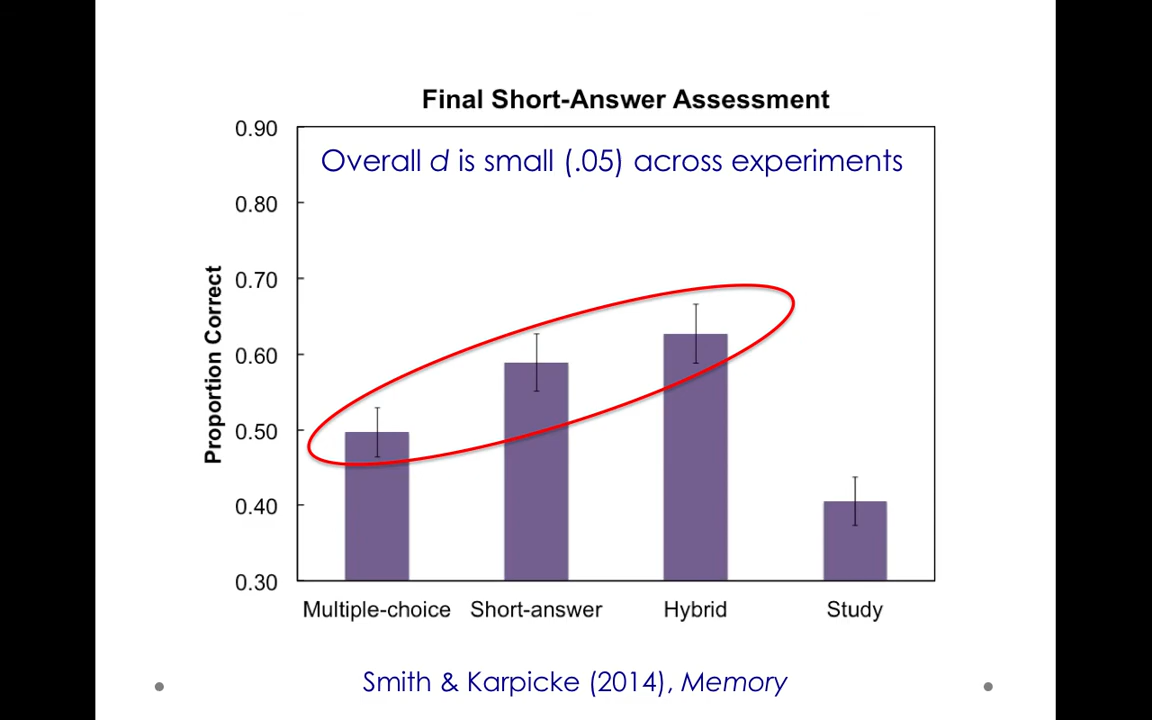 Final Short-Answer Assessment
Overall d is small (.05) across experiments
Proportion Correct
0.90
0.80
0.70
0.60
0.50
0.40
0.30
Multiple-choice Short-answer Hybrid Study
Smith & Karpicke (2014), Memory